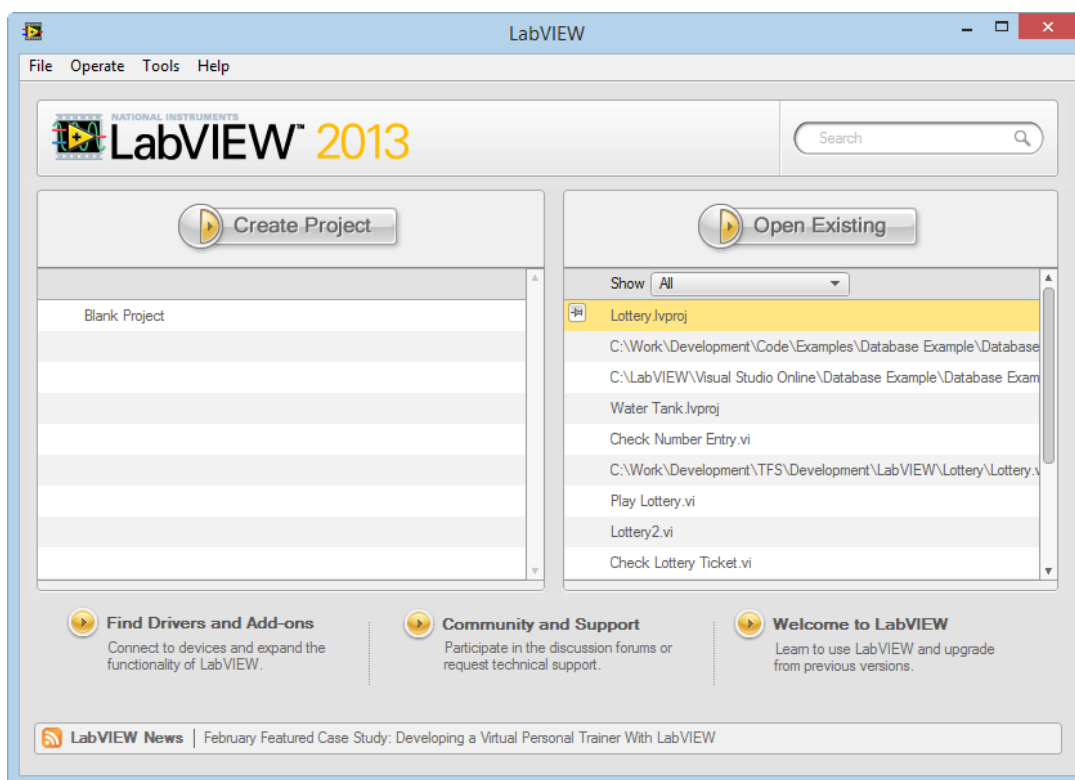 LabVIEW
File Operate Tools Help
NATIONAL INSTRUMENTS
LabVIEW™ 2013
Search
Create Project
Open Existing
Show All
Blank Project
Lottery.lvproj
C:\Work\Development\Code\Examples\Database Example\Database
C:\LabVIEW\Visual Studio Online\Database Example\Database Exam
Water Tank.lvproj
Check Number Entry.vi
C:\Work\Development\TFS\Development\LabVIEW\Lottery\Lottery.v
Play Lottery.vi
Lottery2.vi
Check Lottery Ticket.vi
Find Drivers and Add-ons
Connect to devices and expand the
functionality of LabVIEW.
Community and Support
Participate in the discussion forums or
request technical support.
Welcome to LabVIEW
Learn to use LabVIEW and upgrade
from previous versions.
LabVIEW News | February Featured Case Study: Developing a Virtual Personal Trainer With LabVIEW